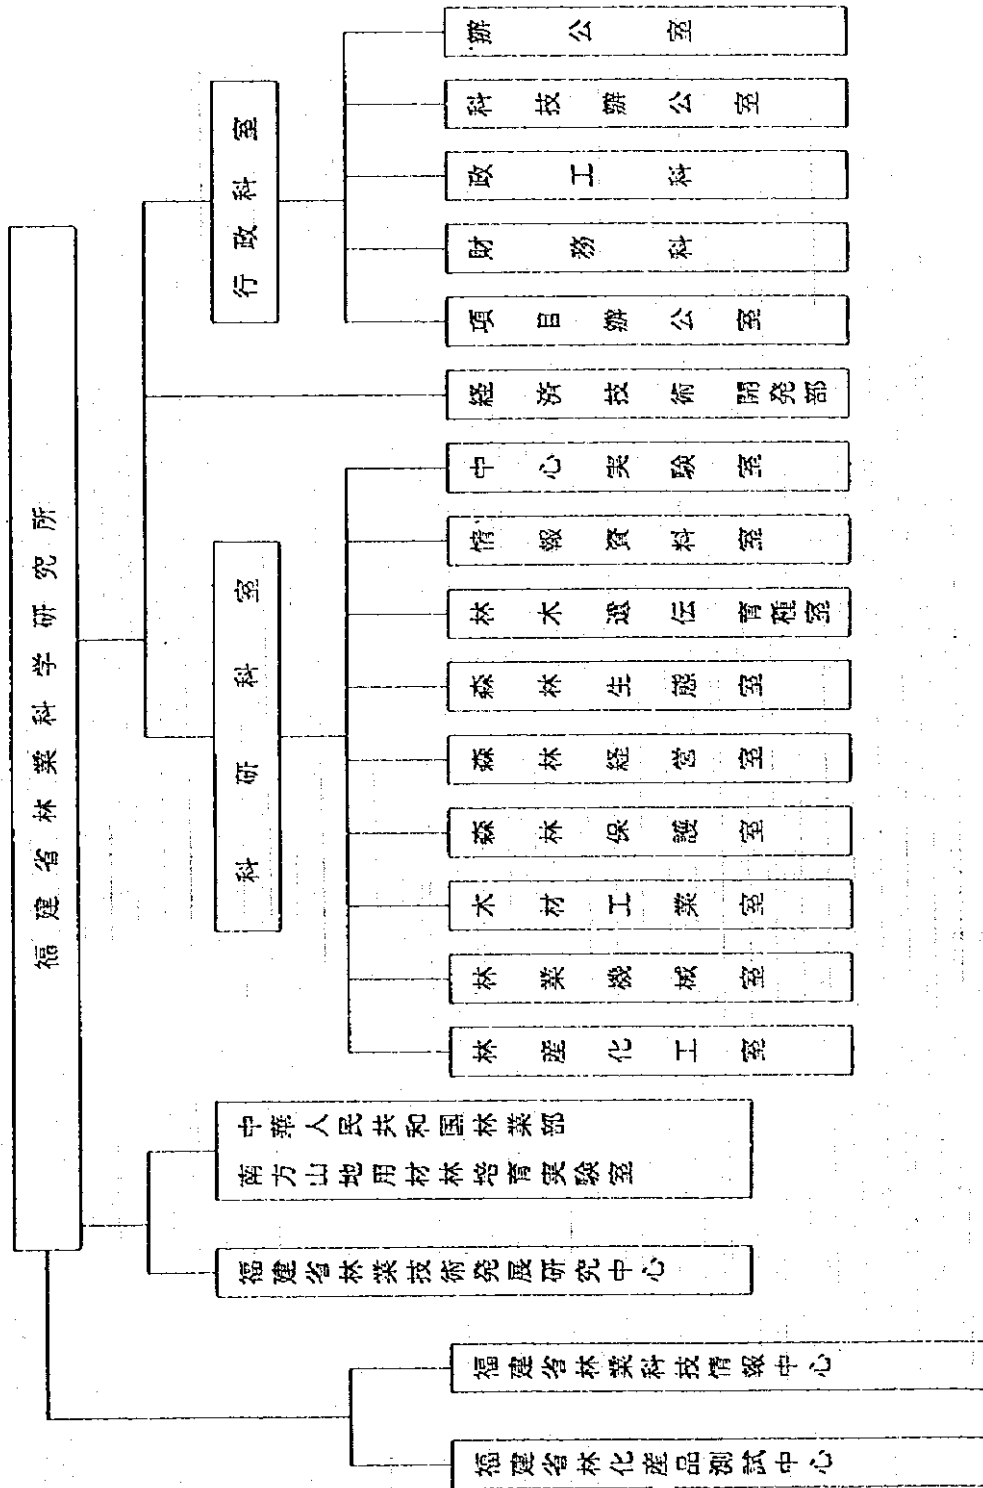 福建省林業科学研究所
行政科室
辦公室
科技辦公室
政工科
財務科
項目辦公室
経済技術開発部
科研科室
中心実験室
情報資料室
林木遺伝育種室
森林生態室
森林経営室
森林保護室
木材工業室
林業機械室
林産化工室
中華人民共和国林業部
南方山地用材林培育実験室
福建省林業技術発展研究中心
福建省林業科技情報中心
福建省林化産品測試中心